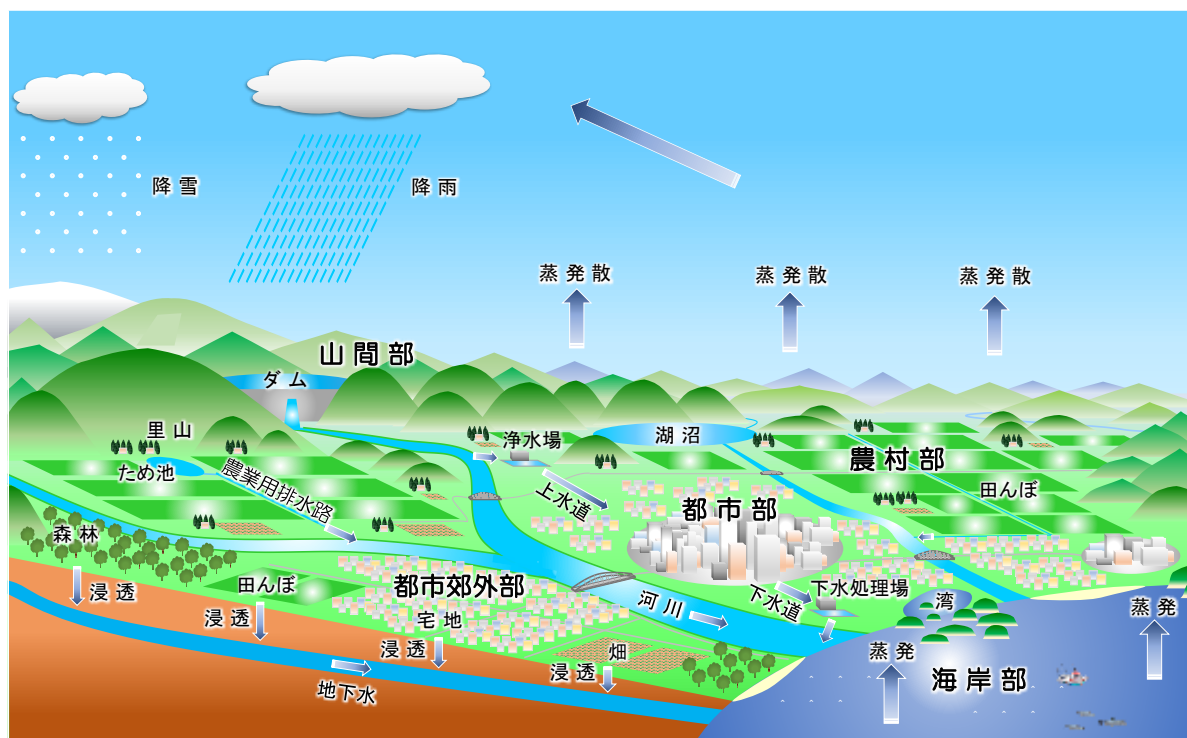 降雪
降雨
蒸発散
蒸発散
蒸発散
山間部
ダム
里山
ため池
農業用排水路
浄水場
上水道
湖沼
農村部
田んぼ
都市部
森林
浸透
田んぼ
浸透
都市郊外部
宅地
浸透
畑
浸透
河川
下水道
下水処理場
湾
蒸発
蒸発
海岸部
地下水